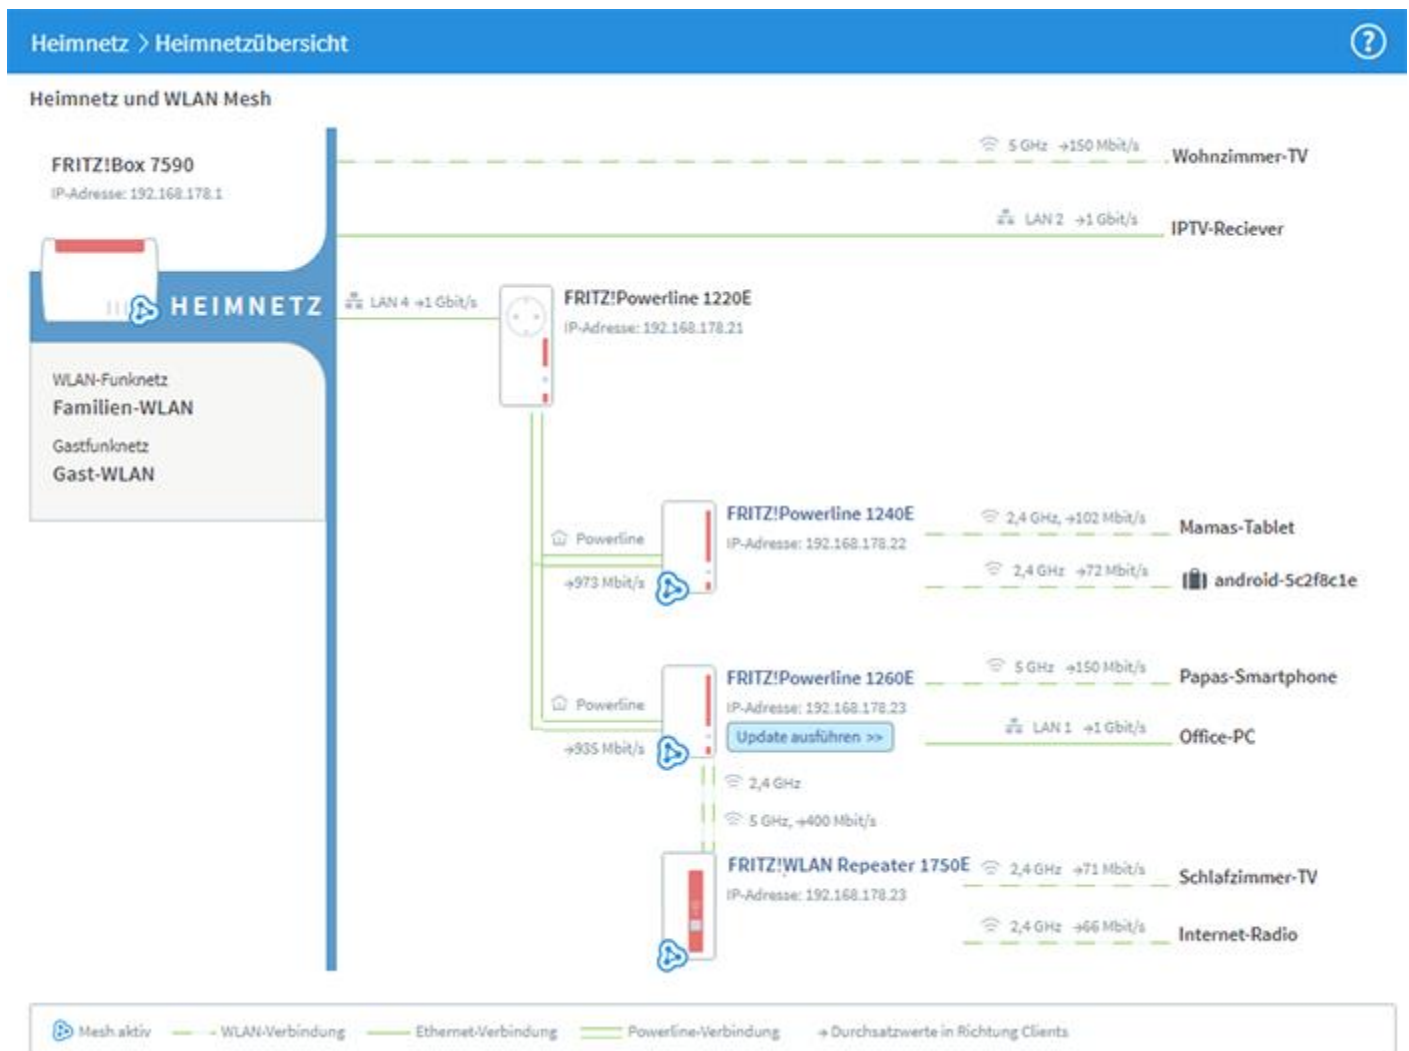 Heimnetz > Heimnetzübersicht
?
Heimnetz und WLAN Mesh
5 GHz →150 Mbit/s
Wohnzimmer-TV
FRITZ!Box 7590
IP-Adresse: 192.168.178.1
LAN 2 →1 Gbit/s
IPTV-Reciever
HEIMNETZ
LAN 4 →1 Gbit/s
FRITZ!Powerline 1220E
IP-Adresse: 192.168.178.21
WLAN-Funknetz
Familien-WLAN
Gastfunknetz
Gast-WLAN
Powerline
→973 Mbit/s
FRITZ!Powerline 1240E
IP-Adresse: 192.168.178.22
2,4 GHz, →102 Mbit/s
Mamas-Tablet
2,4 GHz →72 Mbit/s
android-5c2f8c1e
Powerline
→935 Mbit/s
FRITZ!Powerline 1260E
IP-Adresse: 192.168.178.23
Update ausführen >>
5 GHz →150 Mbit/s
Papas-Smartphone
LAN 1 →1 Gbit/s
Office-PC
2,4 GHz
5 GHz, →400 Mbit/s
FRITZ!WLAN Repeater 1750E
IP-Adresse: 192.168.178.23
2,4 GHz →71 Mbit/s
Schlafzimmer-TV
2,4 GHz →66 Mbit/s
Internet-Radio
Mesh aktiv
WLAN-Verbindung
Ethernet-Verbindung
Powerline-Verbindung
→Durchsatzwerte in Richtung Clients